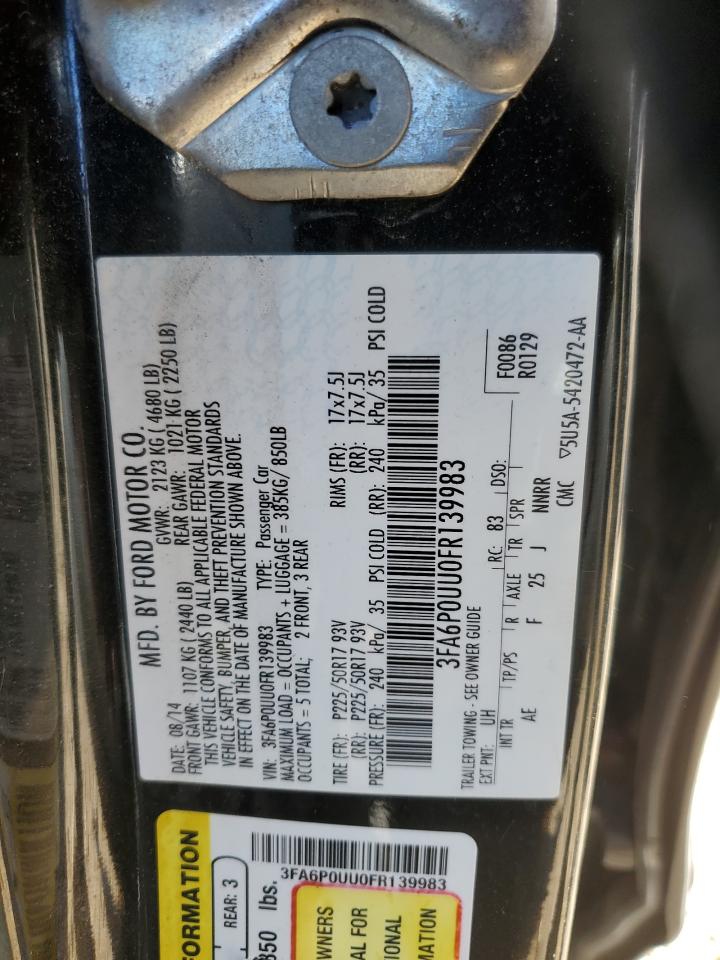 MFD. BY FORD MOTOR CO.
DATE: 08/14 GVWR: 2123 KG ( 4680 LB)
FRONT GAWR: 1107 KG ( 2440 LB) REAR GAWR: 1021 KG ( 2250 LB)
THIS VEHICLE CONFORMS TO ALL APPLICABLE FEDERAL MOTOR
VEHICLE SAFETY, BUMPER, AND THEFT PREVENTION STANDARDS
IN EFFECT ON THE DATE OF MANUFACTURE SHOWN ABOVE.
VIN: 3FA6P0UU0FR139983 TYPE: Passenger Car
MAXIMUM LOAD = OCCUPANTS + LUGGAGE = 385KG/ 850LB
OCCUPANTS = 5 TOTAL; 2 FRONT, 3 REAR
TIRE (FR): P225/50R17 93V RIMS (FR): 17x7.5J
(RR): P225/50R17 93V (RR): 17x7.5J
PRESSURE (FR): 240 kPa/ 35 PSI COLD (RR): 240 kPa/ 35 PSI COLD
3FA6P0UU0FR139983
TRAILER TOWING - SEE OWNER GUIDE
F0086
R0129
EXT PNT: UH RC: 83 DSO:
INT TR TP/PS R AXLE TR SPR
AE F 25 J NNRR
CMC ▽5U5A-5420472-AA
FORMATION
REAR: 3
850 lbs.
3FA6P0UU0FR139983
WNERS
AL FOR
IONAL
MATION